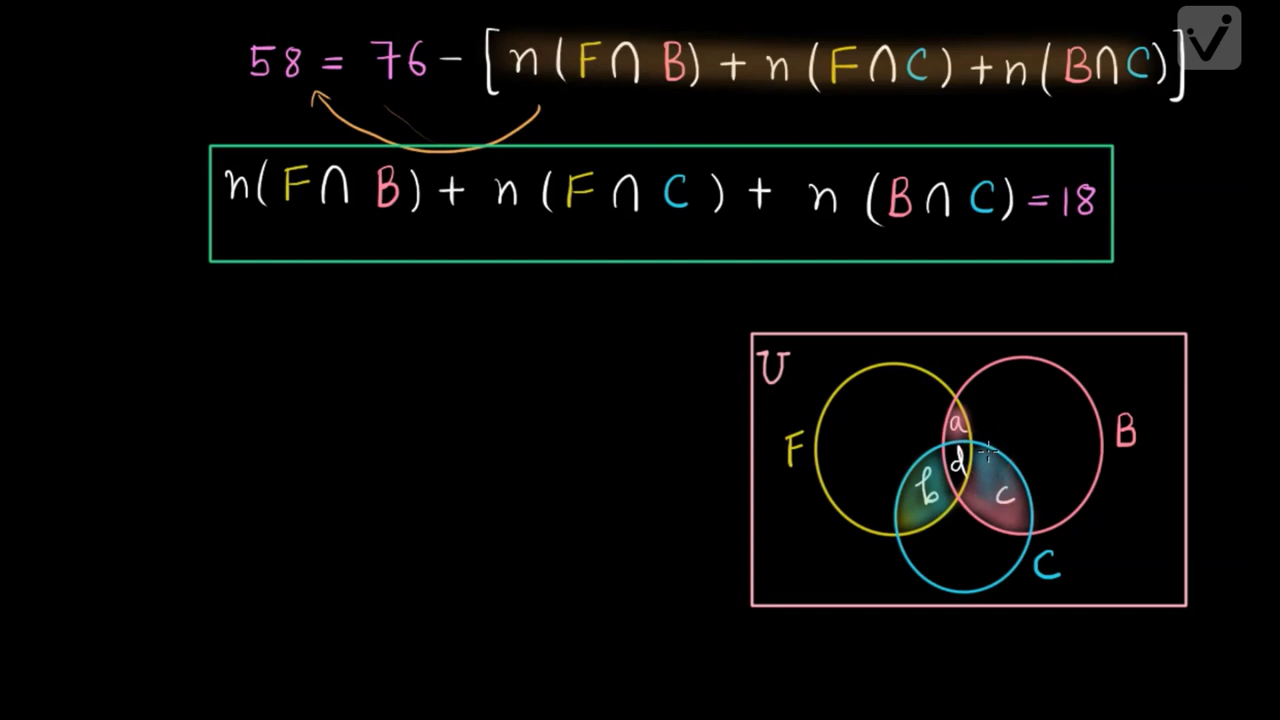 58 = 76 - [n(F∩B) + n(F∩C) + n(B∩C)]
n(F∩B) + n(F∩C) + n(B∩C) = 18
U
F
B
a
d
b
c
C